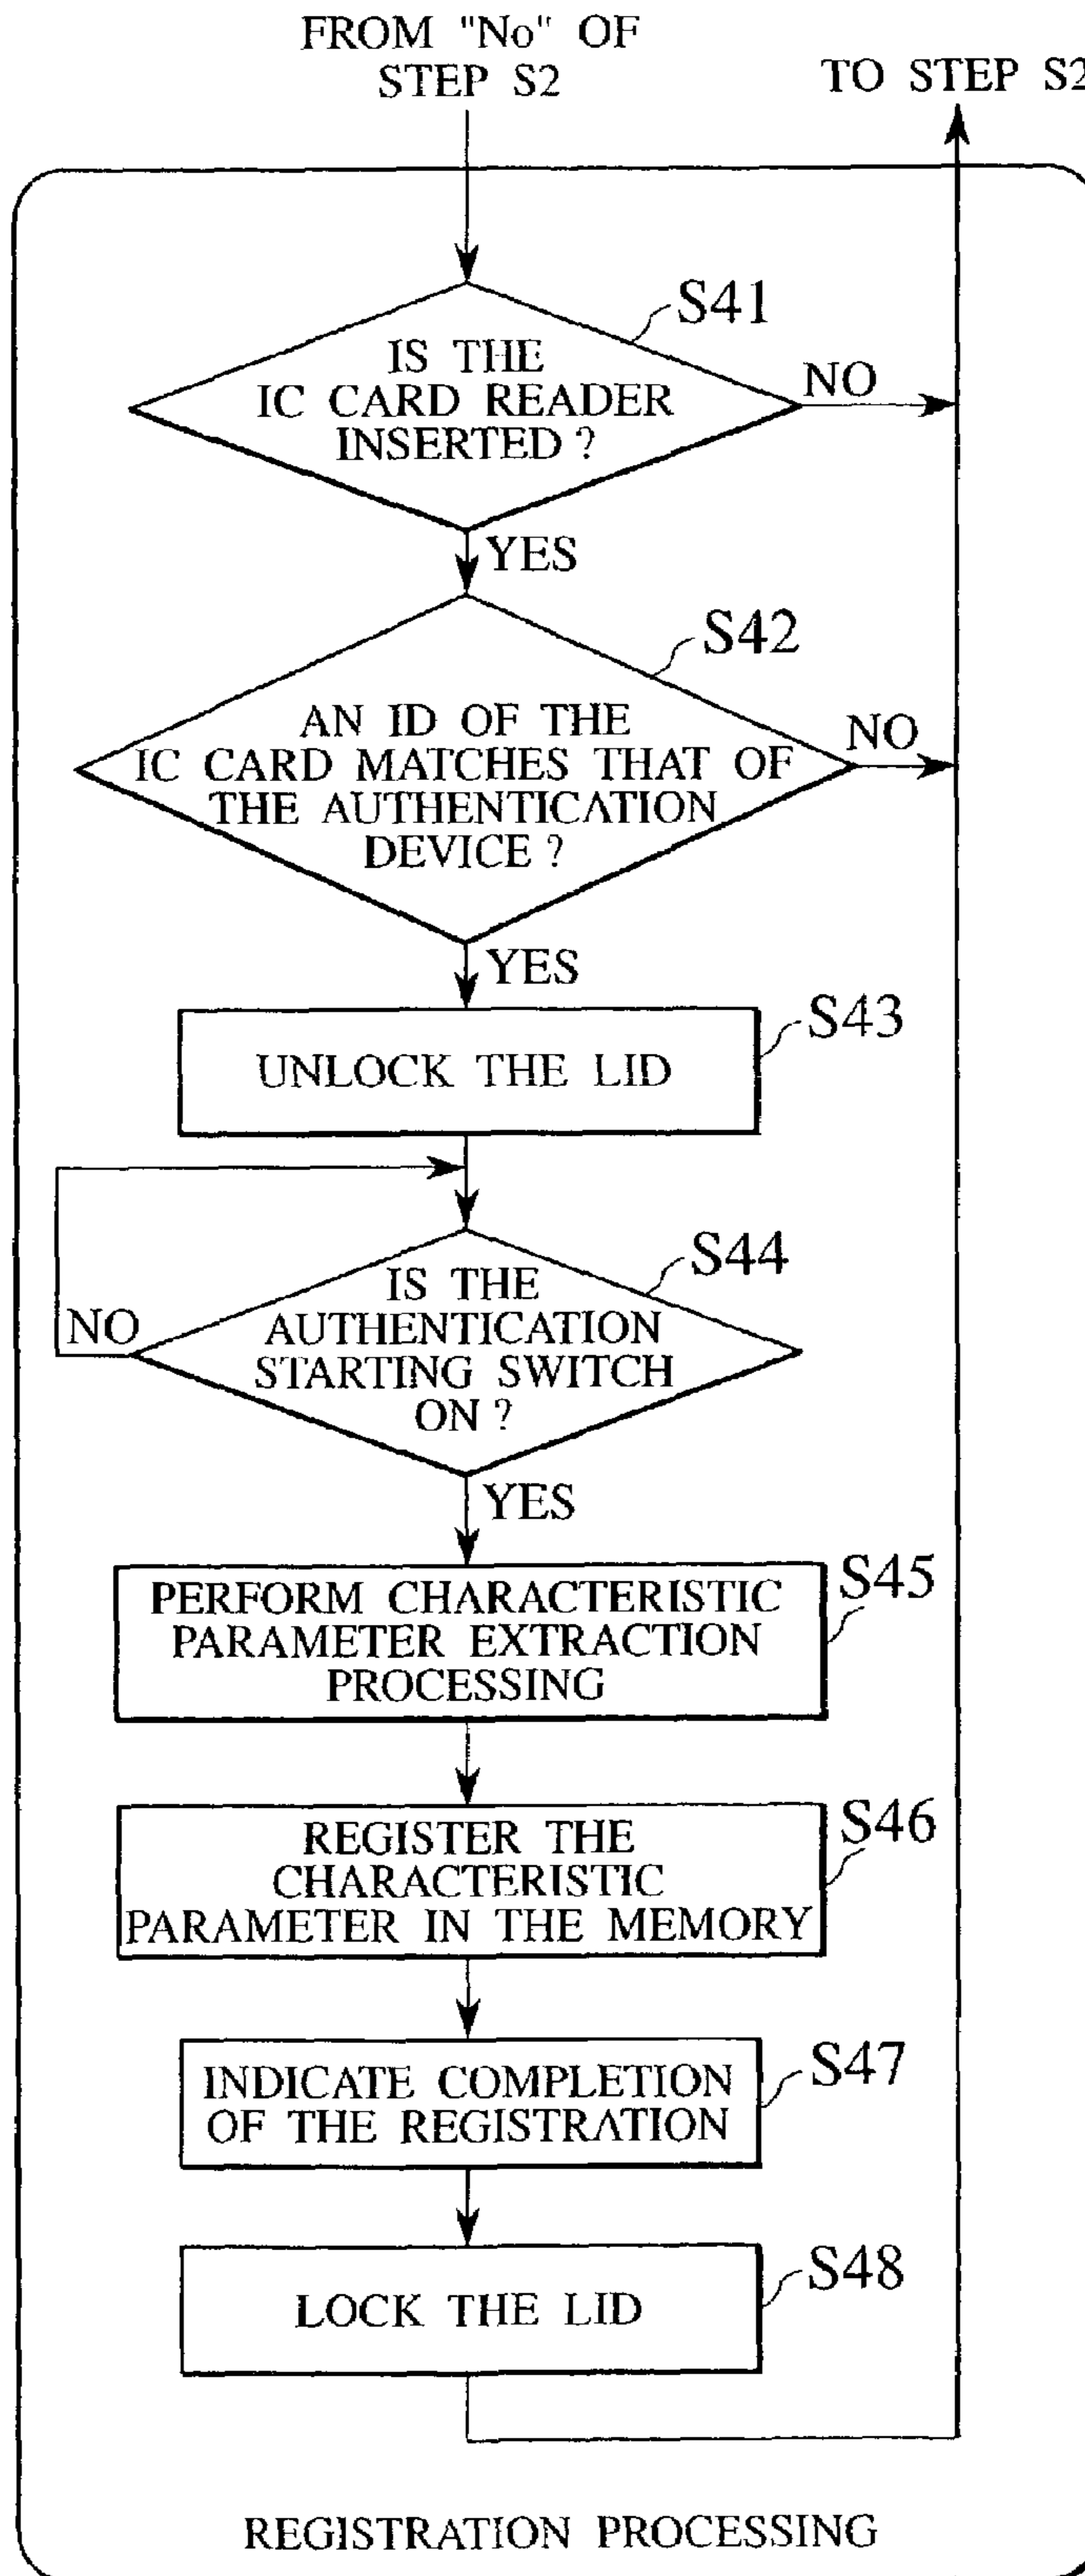 FROM "No" OF
STEP S2
TO STEP S2
S41
IS THE
IC CARD READER
INSERTED ?
NO
YES
S42
AN ID OF THE
IC CARD MATCHES THAT OF
THE AUTHENTICATION
DEVICE ?
NO
YES
S43
UNLOCK THE LID
S44
IS THE
AUTHENTICATION
STARTING SWITCH
ON ?
NO
YES
S45
PERFORM CHARACTERISTIC
PARAMETER EXTRACTION
PROCESSING
S46
REGISTER THE
CHARACTERISTIC
PARAMETER IN THE MEMORY
S47
INDICATE COMPLETION
OF THE REGISTRATION
S48
LOCK THE LID
REGISTRATION PROCESSING